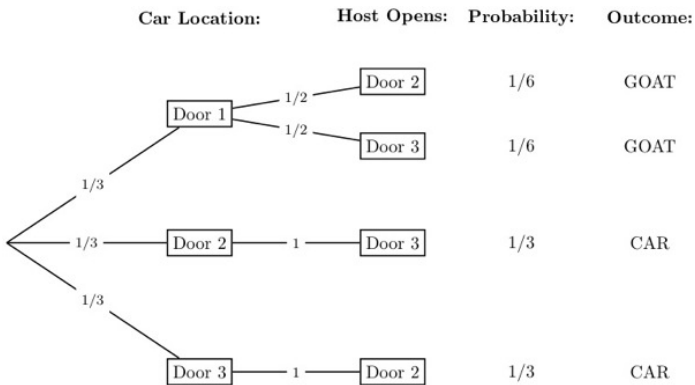 Car Location: Host Opens: Probability: Outcome:
1/2 Door 2 1/6 GOAT
Door 1
1/2 Door 3 1/6 GOAT
1/3
1/3 Door 2 1 Door 3 1/3 CAR
1/3
Door 3 1 Door 2 1/3 CAR